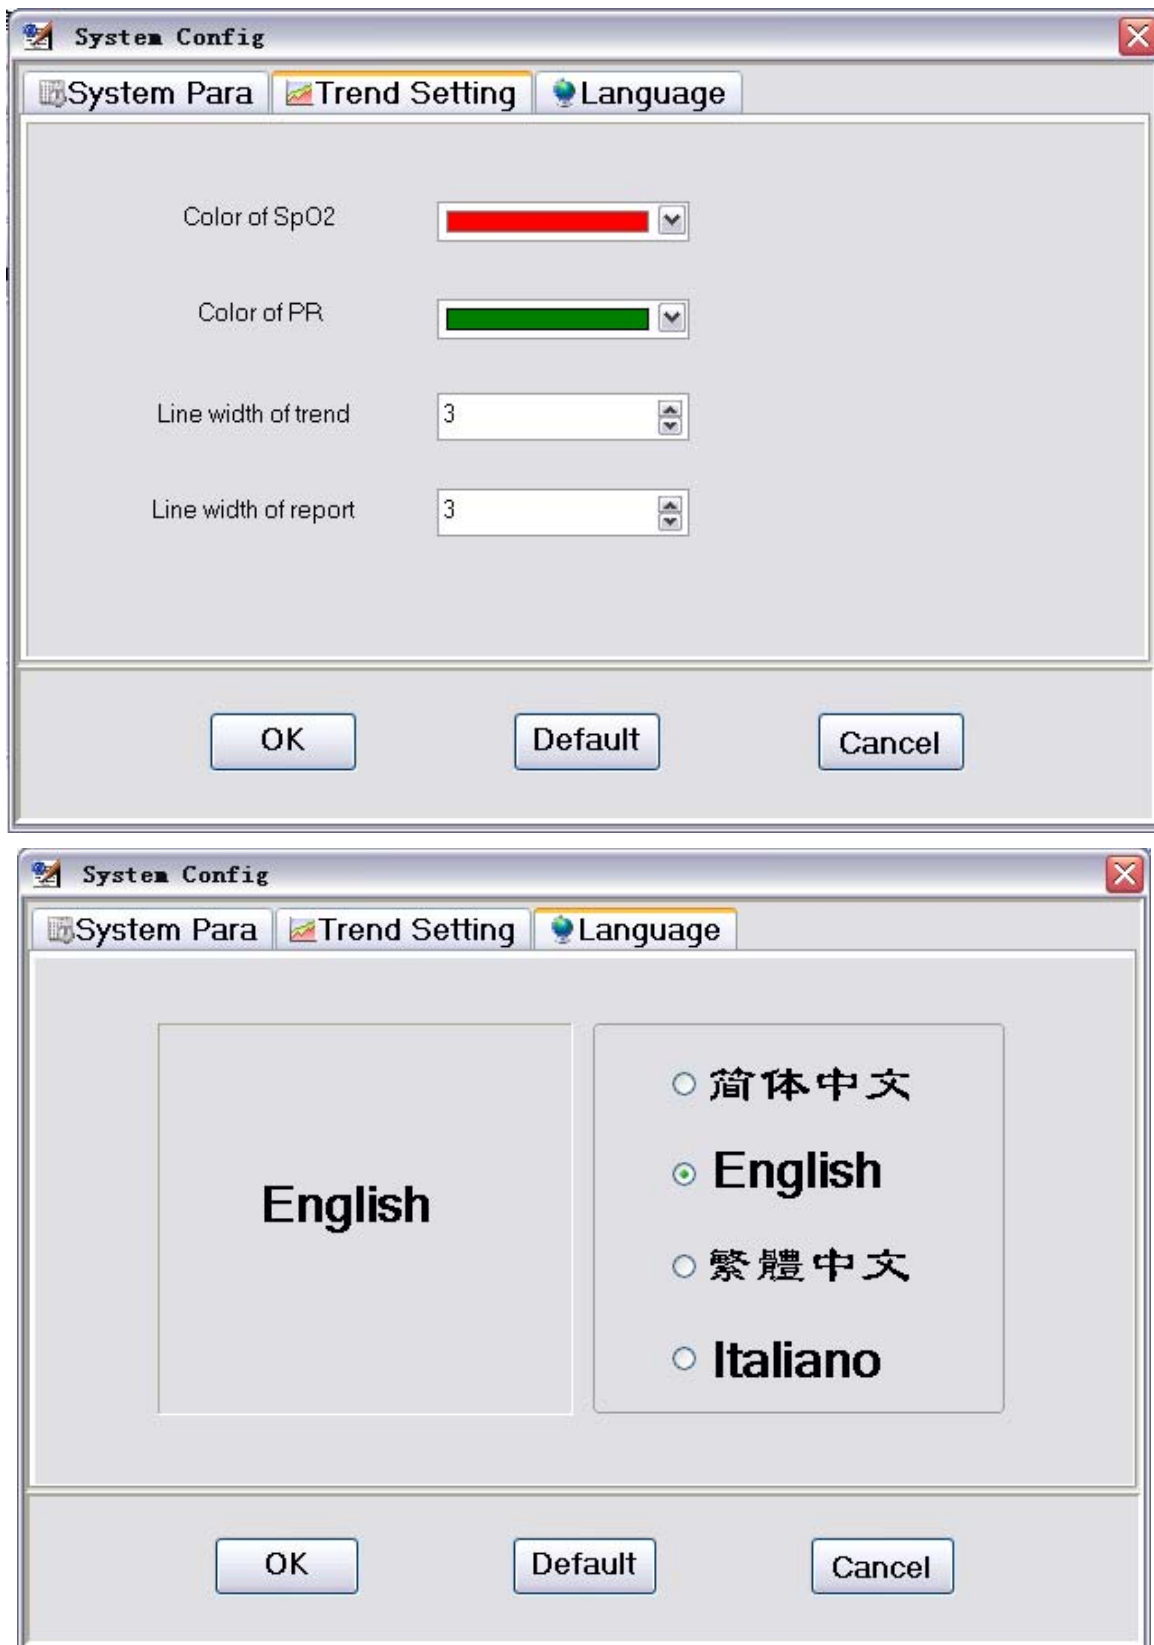 System Config
System Para Trend Setting Language
Color of SpO2
Color of PR
Line width of trend 3
Line width of report 3
OK Default Cancel
System Config
System Para Trend Setting Language
简体中文
English
English
繁體中文
Italiano
OK Default Cancel